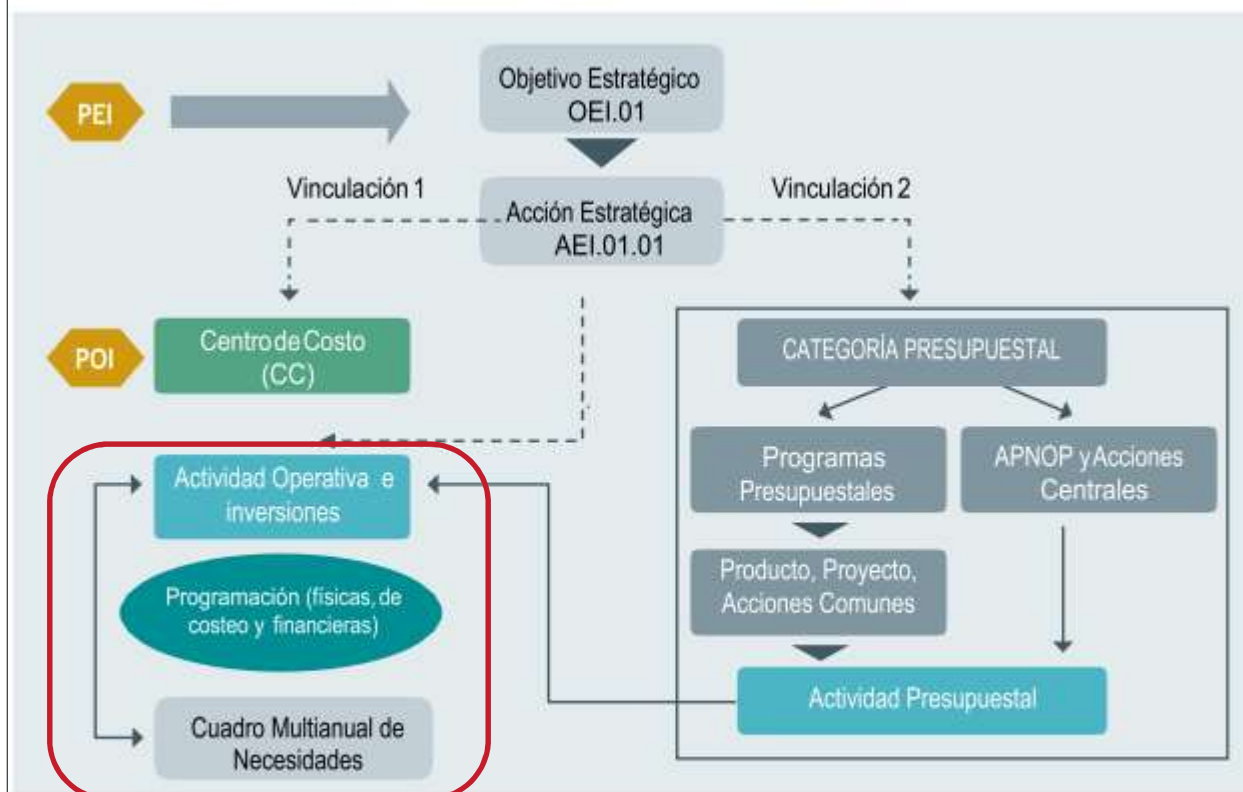 PEI
Objetivo Estratégico
OEI.01
Vinculación 1
Vinculación 2
Acción Estratégica
AEI.01.01
POI
Centro de Costo
(CC)
CATEGORÍA PRESUPUESTAL
Programas
Presupuestales
APNOP y Acciones
Centrales
Actividad Operativa e
inversiones
Programación (físicas, de
costeo y financieras)
Producto, Proyecto,
Acciones Comunes
Actividad Presupuestal
Cuadro Multianual de
Necesidades